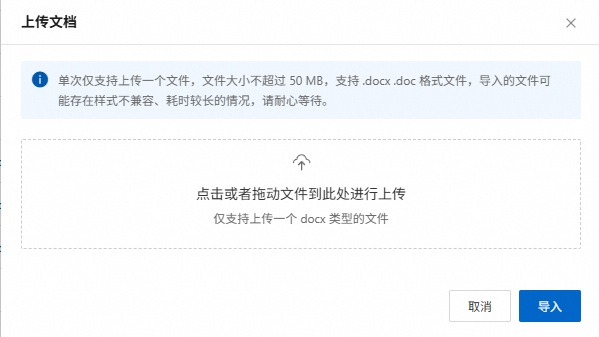 上传文档
单次仅支持上传一个文件，文件大小不超过 50 MB，支持 .docx .doc 格式文件，导入的文件可
能存在样式不兼容、耗时较长的情况，请耐心等待。
点击或者拖动文件到此处进行上传
仅支持上传一个 docx 类型的文件
取消
导入